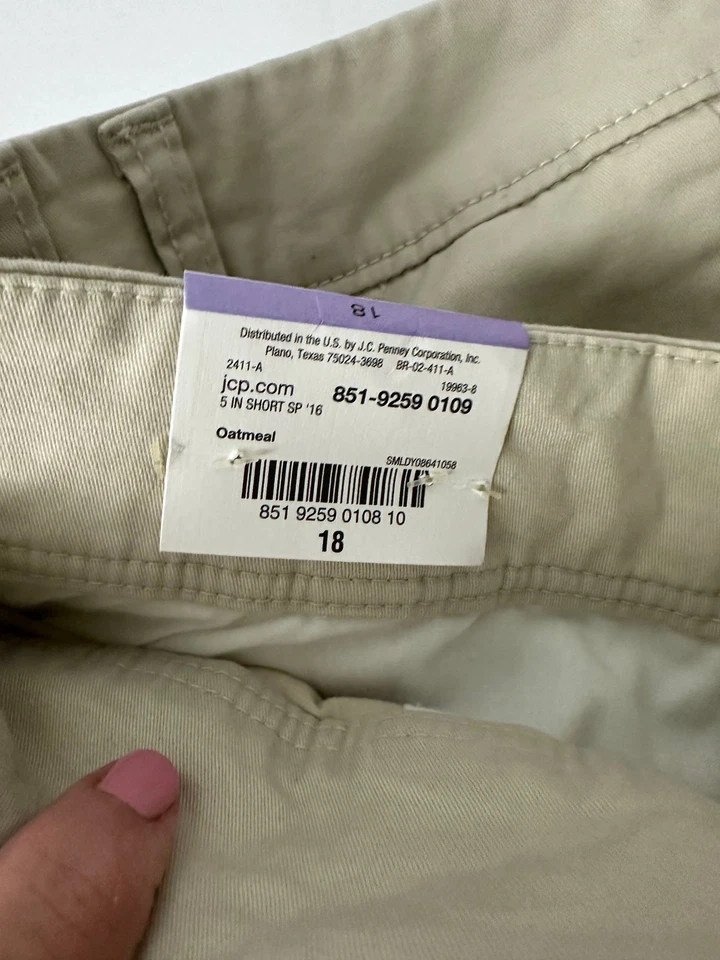 18
Distributed in the U.S. by J.C. Penney Corporation, Inc.
Plano, Texas 75024-3698 BR-02-411-A
2411-A 19963-8
jcp.com 851-9259 0109
5 IN SHORT SP '16
Oatmeal
SMLDY08641058
851 9259 0108 10
18